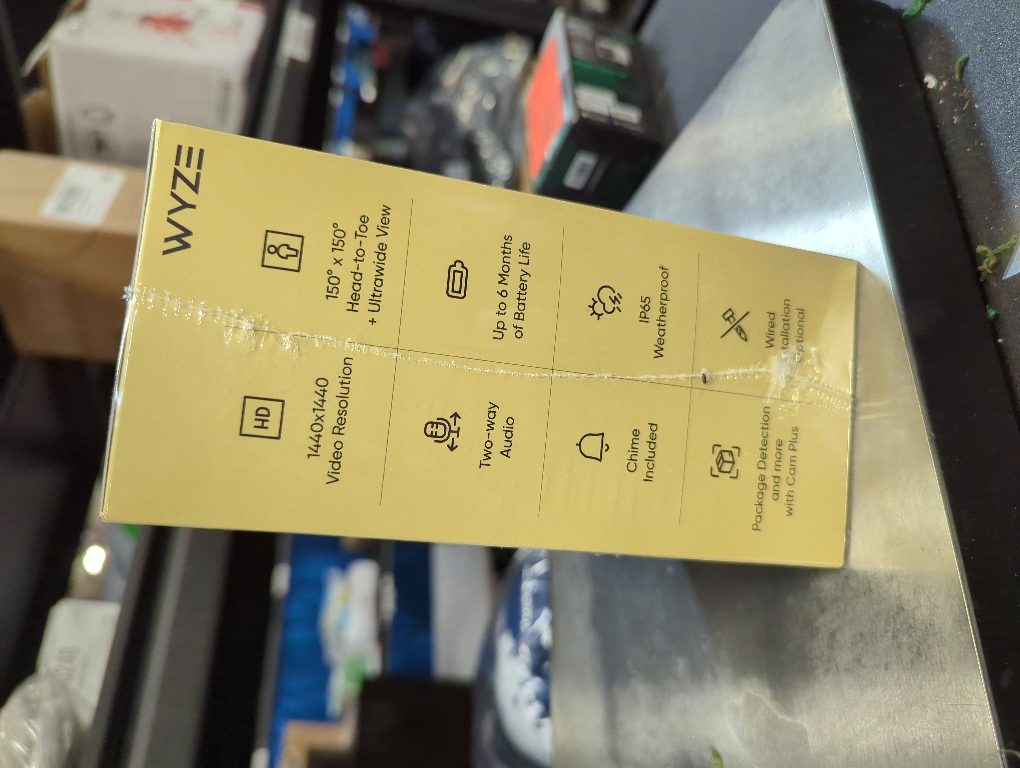 WYZE
HD
1440x1440
Video Resolution
150° x 150°
Head-to-Toe
+ Ultrawide View
Two-way
Audio
Up to 6 Months
of Battery Life
Chime
Included
IP65
Weatherproof
Package Detection
and more
with Cam Plus
Wired